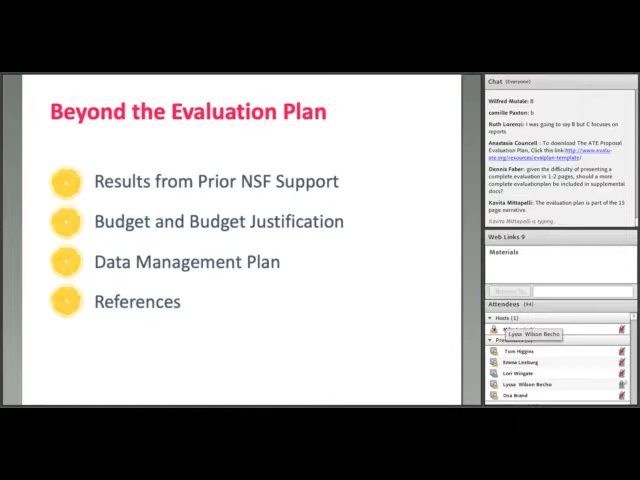 Beyond the Evaluation Plan
Results from Prior NSF Support
Budget and Budget Justification
Data Management Plan
References
Chat (Everyone)
Wilfred Mutale: B
camille Paxton: b
Ruth Lorenzi: I was going to say B but C focuses on
reports
Anastasia Councell: To download The ATE Proposal
Evaluation Plan, Click this link:http://www.evalu-
ate.org/resources/evalplan-template/
Dennis Faber: given the difficulty of presenting a
complete evaluation in 1-2 pages, should a more
complete evaluationplan be included in supplemental
docs?
Kavita Mittapalli: The evaluation plan is part of the 15
page narrative.
Kavita Mittapalli is typing...
Web Links 9
Materials
Attendees (94)
Hosts (1)
Lyssa Wilson Becho
Tom Higgins
Emma Leeburg
Lori Wingate
Lyssa Wilson Becho
Osa Brand